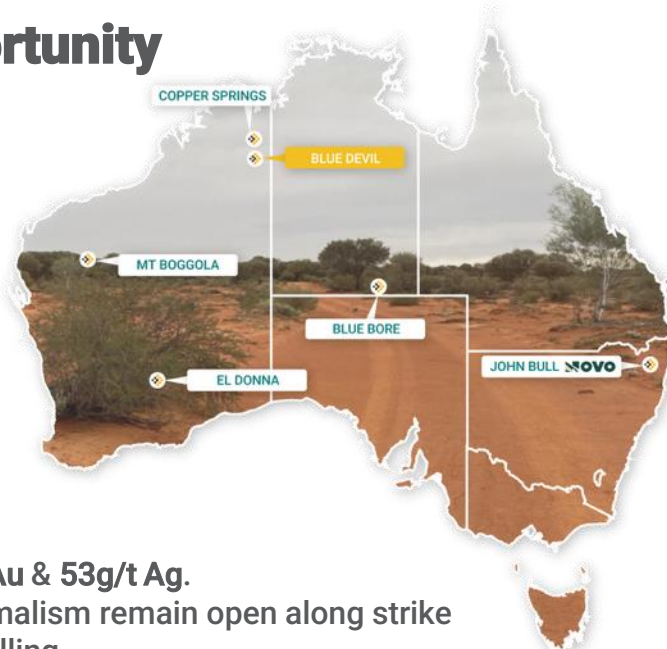 ortunity
COPPER SPRINGS
BLUE DEVIL
MT BOGGOLA
BLUE BORE
JOHN BULL NOVO
EL DONNA
Au & 53g/t Ag.
malism remain open along strike